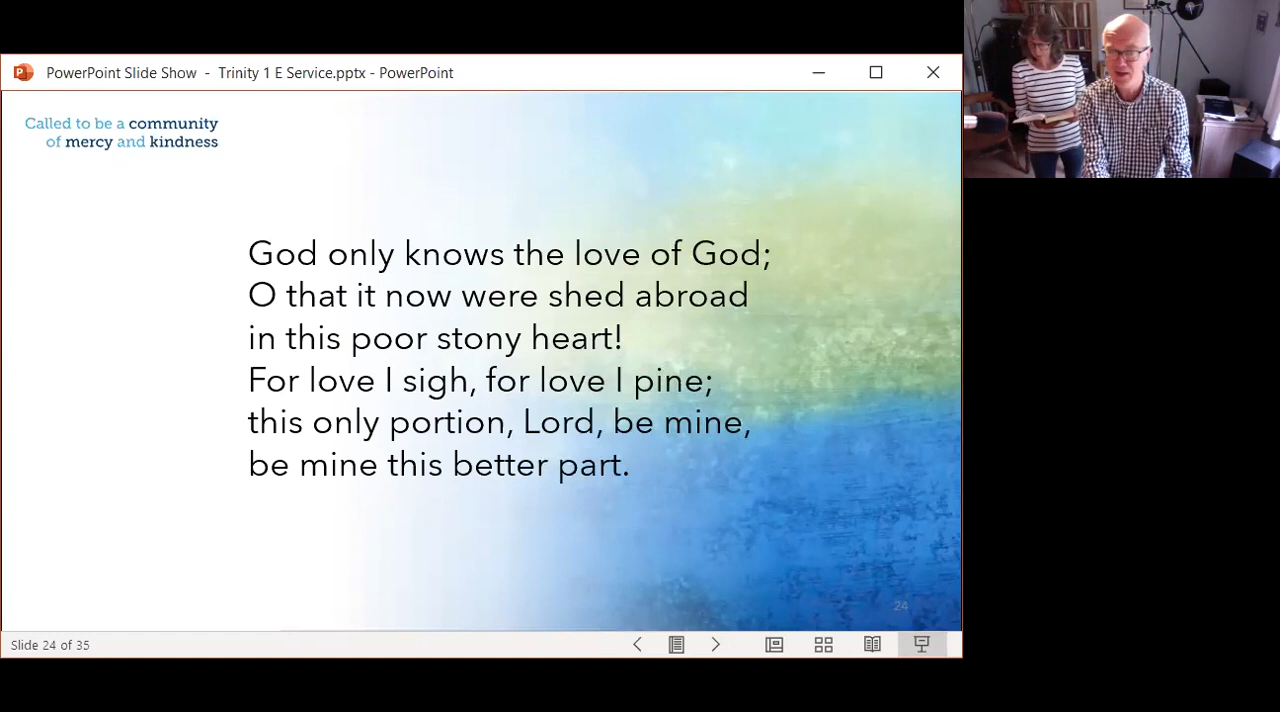 PowerPoint Slide Show - Trinity 1 E Service.pptx - PowerPoint
Called to be a community
of mercy and kindness
God only knows the love of God;
O that it now were shed abroad
in this poor stony heart!
For love I sigh, for love I pine;
this only portion, Lord, be mine,
be mine this better part.
24
Slide 24 of 35